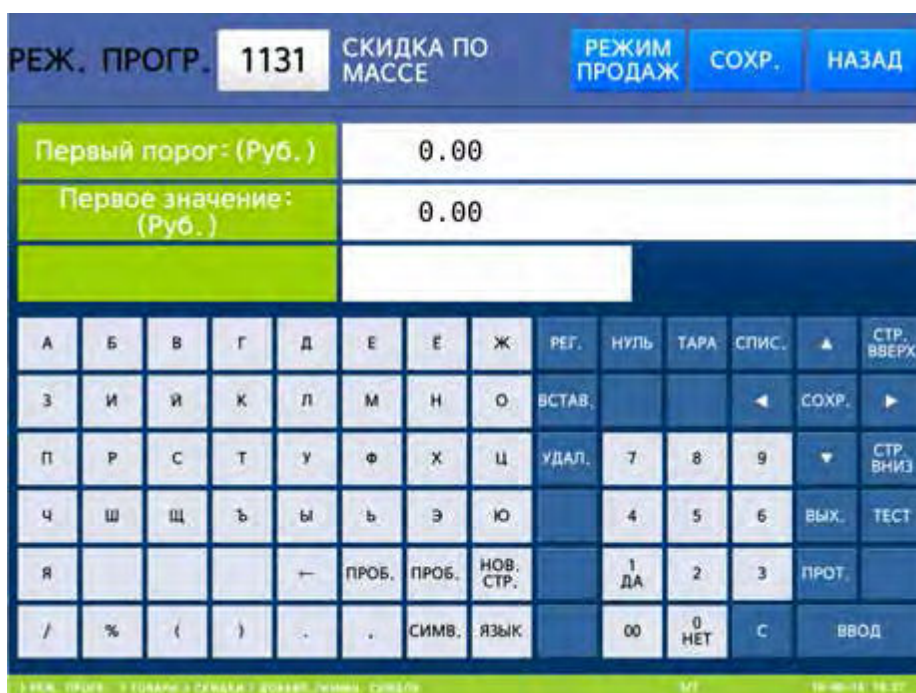 РЕЖ. ПРОГР. 1131 СКИДКА ПО МАССЕ РЕЖИМ ПРОДАЖ СОХР. НАЗАД
Первый порог:(Руб.) 0.00
Первое значение: (Руб.) 0.00
А Б В Г Д Е Ё Ж РЕГ. НУЛЬ ТАРА СПИС. ▲ СТР. ВВЕРХ
З И Й К Л М Н О ВСТАВ. ◄ СОХР. ►
П Р С Т У Ф Х Ц УДАЛ. 7 8 9 ▼ СТР. ВНИЗ
Ч Ш Щ Ъ Ы Ь Э Ю 4 5 6 ВЫХ. ТЕСТ
Я ← ПРОБ. ПРОБ. НОВ. СТР. 1 ДА 2 3 ПРОТ.
/ % ( ) . . СИМВ. ЯЗЫК 00 0 НЕТ С ВВОД